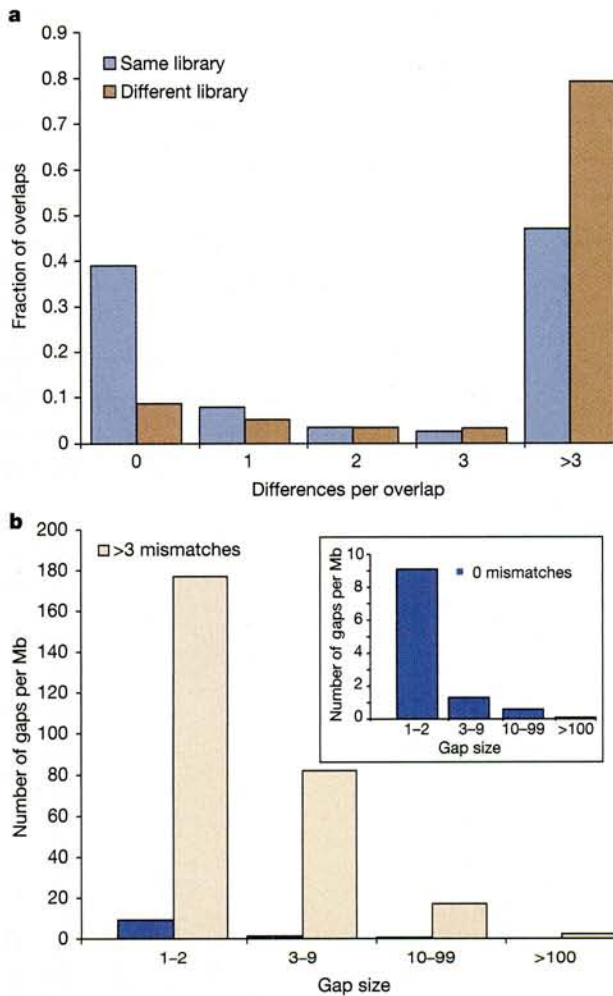 a
Fraction of overlaps
0.9
0.8
0.7
0.6
0.5
0.4
0.3
0.2
0.1
0
Same library
Different library
0 1 2 3 >3
Differences per overlap
b
Number of gaps per Mb
200
180
160
140
120
100
80
60
40
20
0
>3 mismatches
1–2 3–9 10–99 >100
Gap size
Number of gaps per Mb
10
8
6
4
2
0
0 mismatches
1–2 3–9 10–99 >100
Gap size